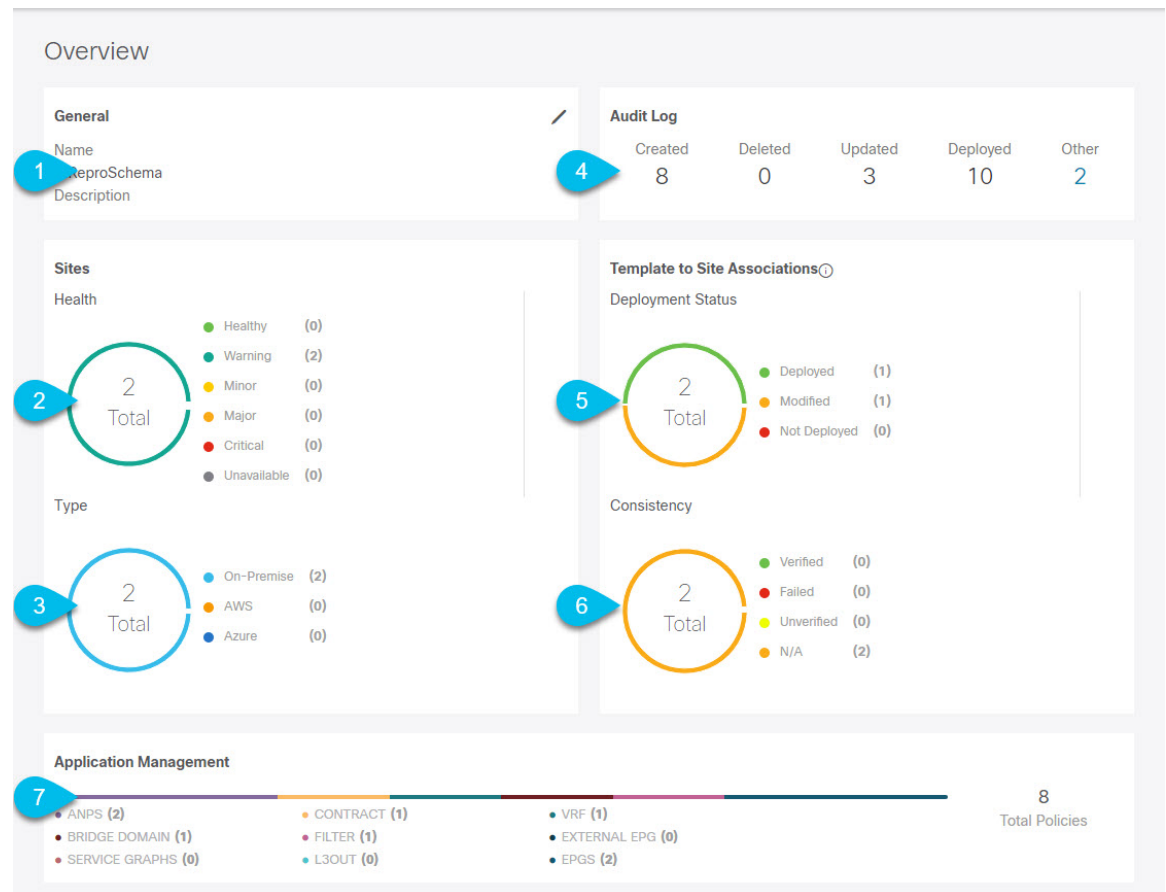 Overview
General
Name
1
ReproSchema
Description
Audit Log
Created Deleted Updated Deployed Other
4
8 0 3 10 2
Sites
Health
2
2
Total
Healthy (0)
Warning (2)
Minor (0)
Major (0)
Critical (0)
Unavailable (0)
Type
3
2
Total
On-Premise (2)
AWS (0)
Azure (0)
Template to Site Associations
Deployment Status
5
2
Total
Deployed (1)
Modified (1)
Not Deployed (0)
Consistency
6
2
Total
Verified (0)
Failed (0)
Unverified (0)
N/A (2)
Application Management
7
ANPS (2) CONTRACT (1) VRF (1)
BRIDGE DOMAIN (1) FILTER (1) EXTERNAL EPG (0)
SERVICE GRAPHS (0) L3OUT (0) EPGS (2)
8
Total Policies